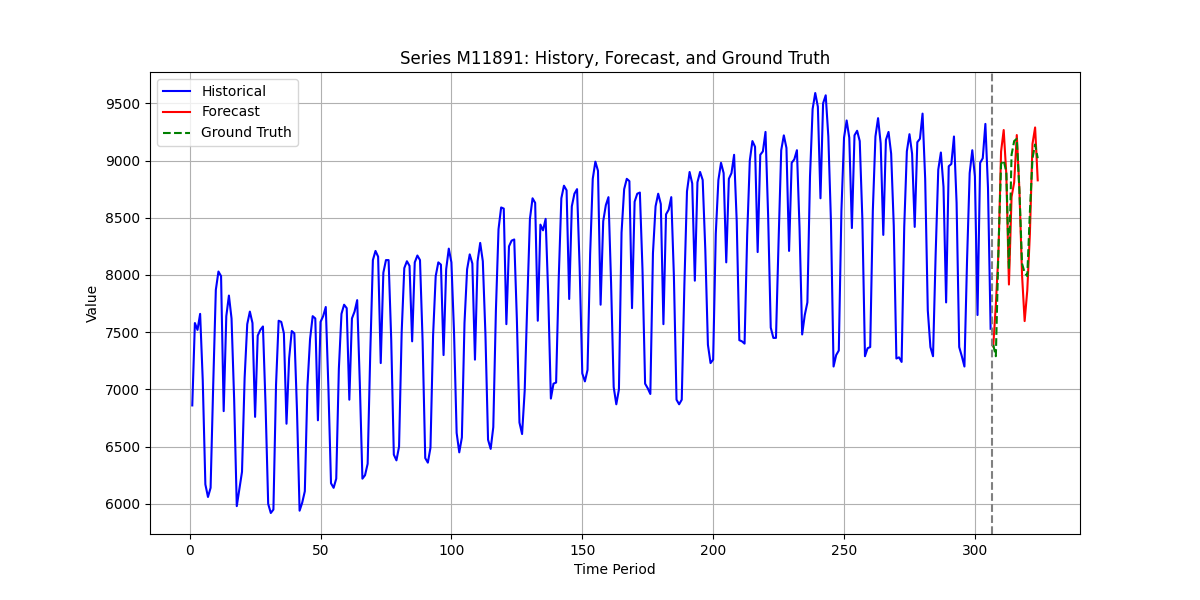 Series M11891: History, Forecast, and Ground Truth
Historical
Forecast
Ground Truth
9500
9000
8500
8000
7500
7000
6500
6000
Value
0 50 100 150 200 250 300
Time Period